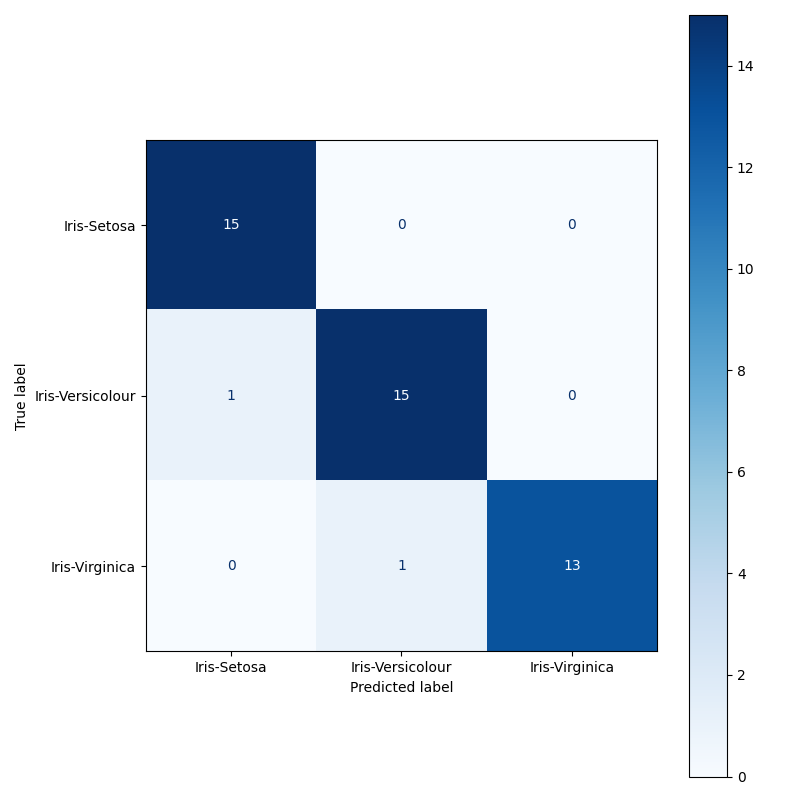 Iris-Setosa 15 0 0
Iris-Versicolour 1 15 0
Iris-Virginica 0 1 13
Iris-Setosa Iris-Versicolour Iris-Virginica
Predicted label
True label
14
12
10
8
6
4
2
0